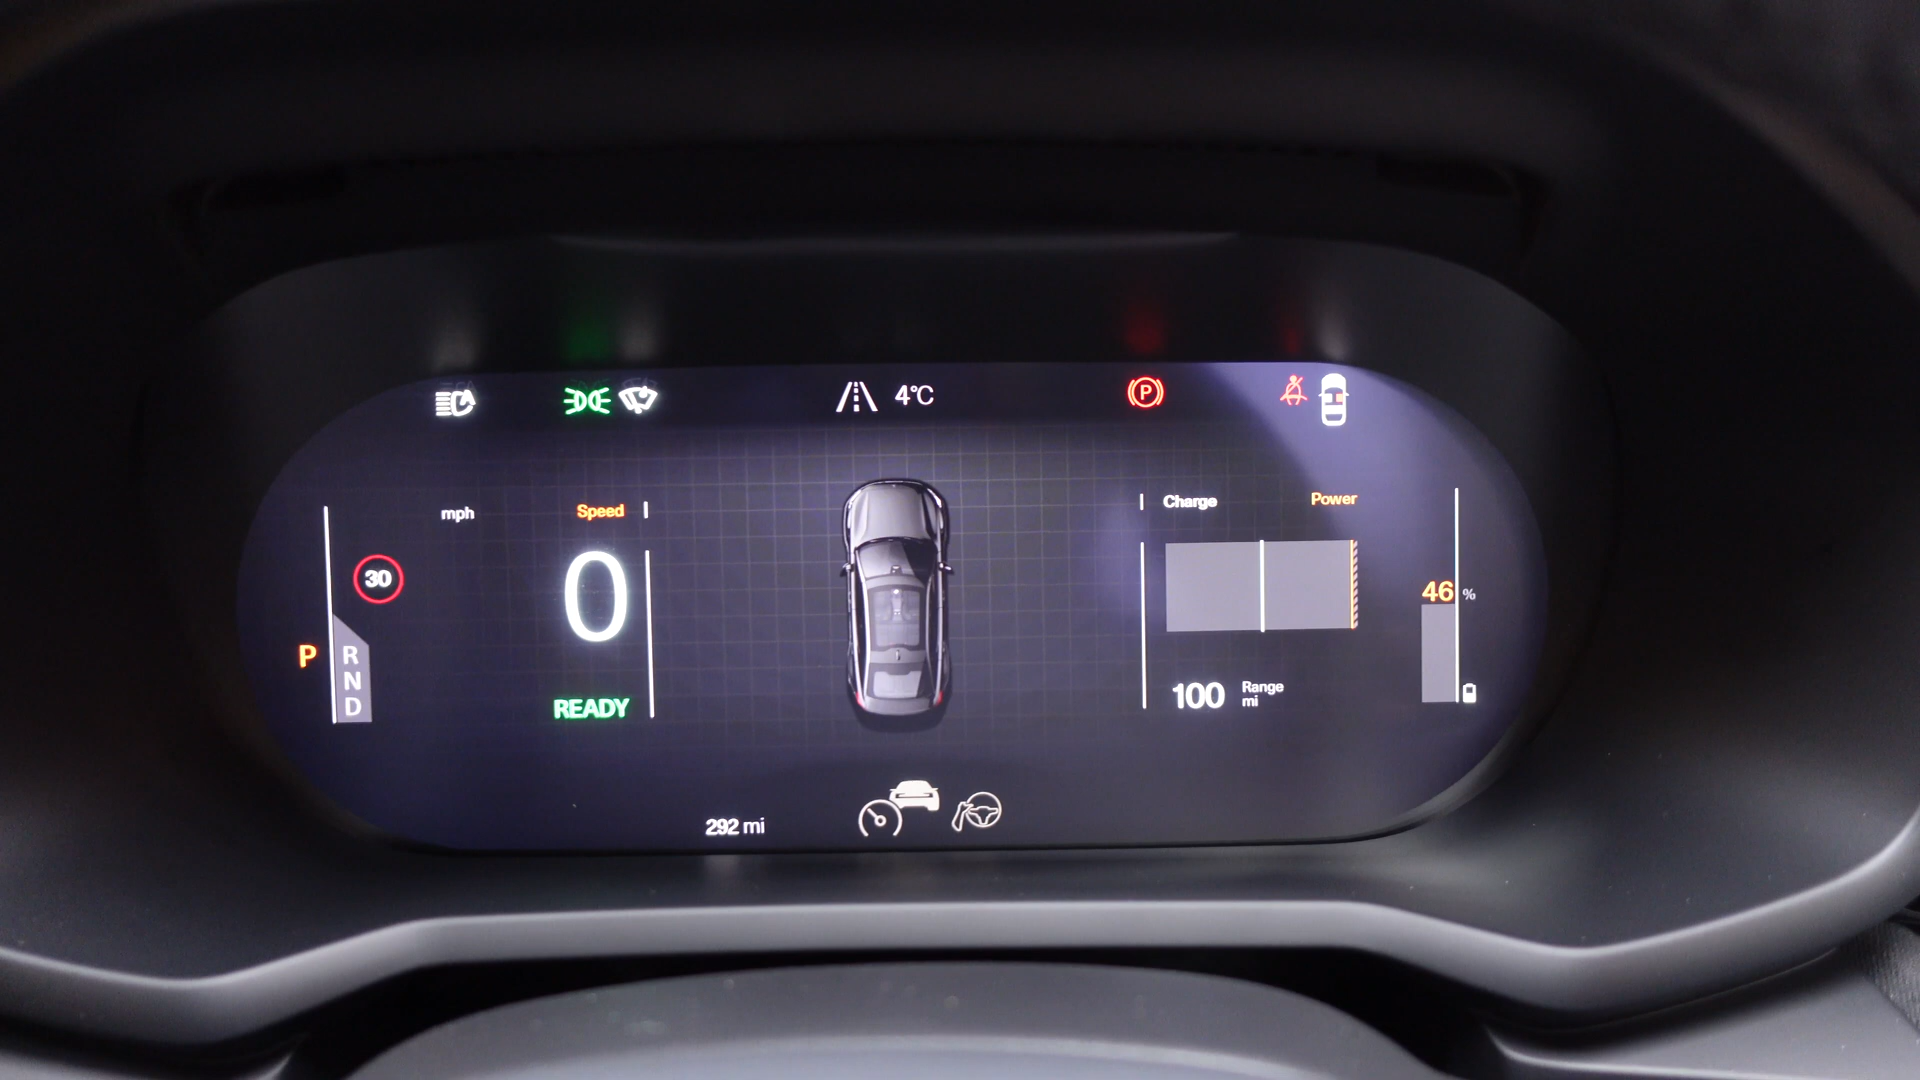 4°C
P
mph Speed
30
0
P
R
N
D
READY
Charge Power
46 %
100 Range
mi
292 mi